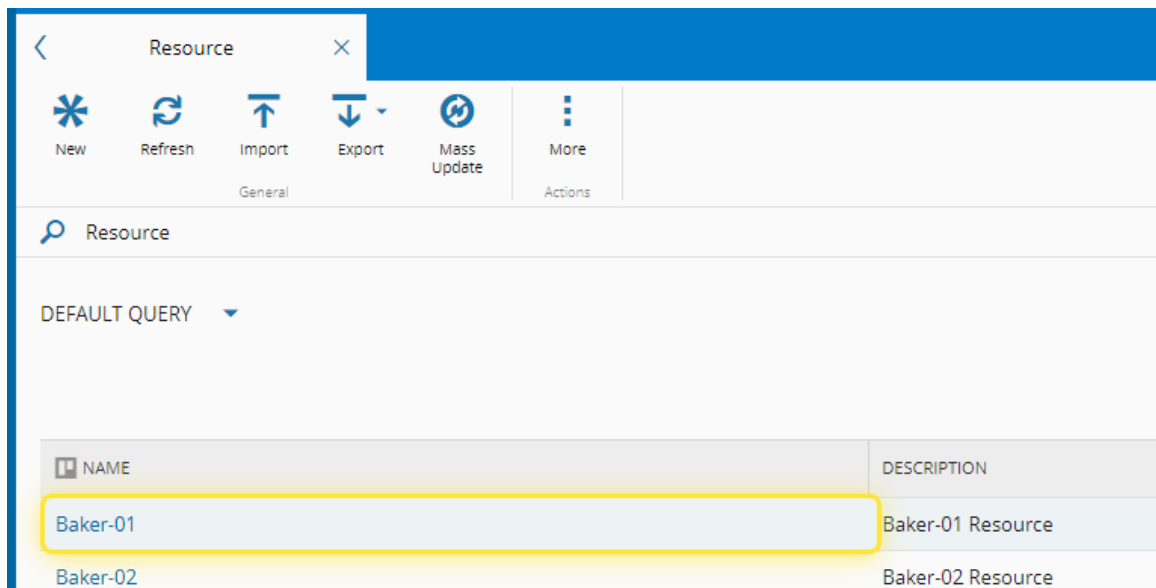 Resource
New
Refresh
Import
Export
Mass
Update
More
General
Actions
Resource
DEFAULT QUERY
NAME
DESCRIPTION
Baker-01
Baker-01 Resource
Baker-02
Baker-02 Resource